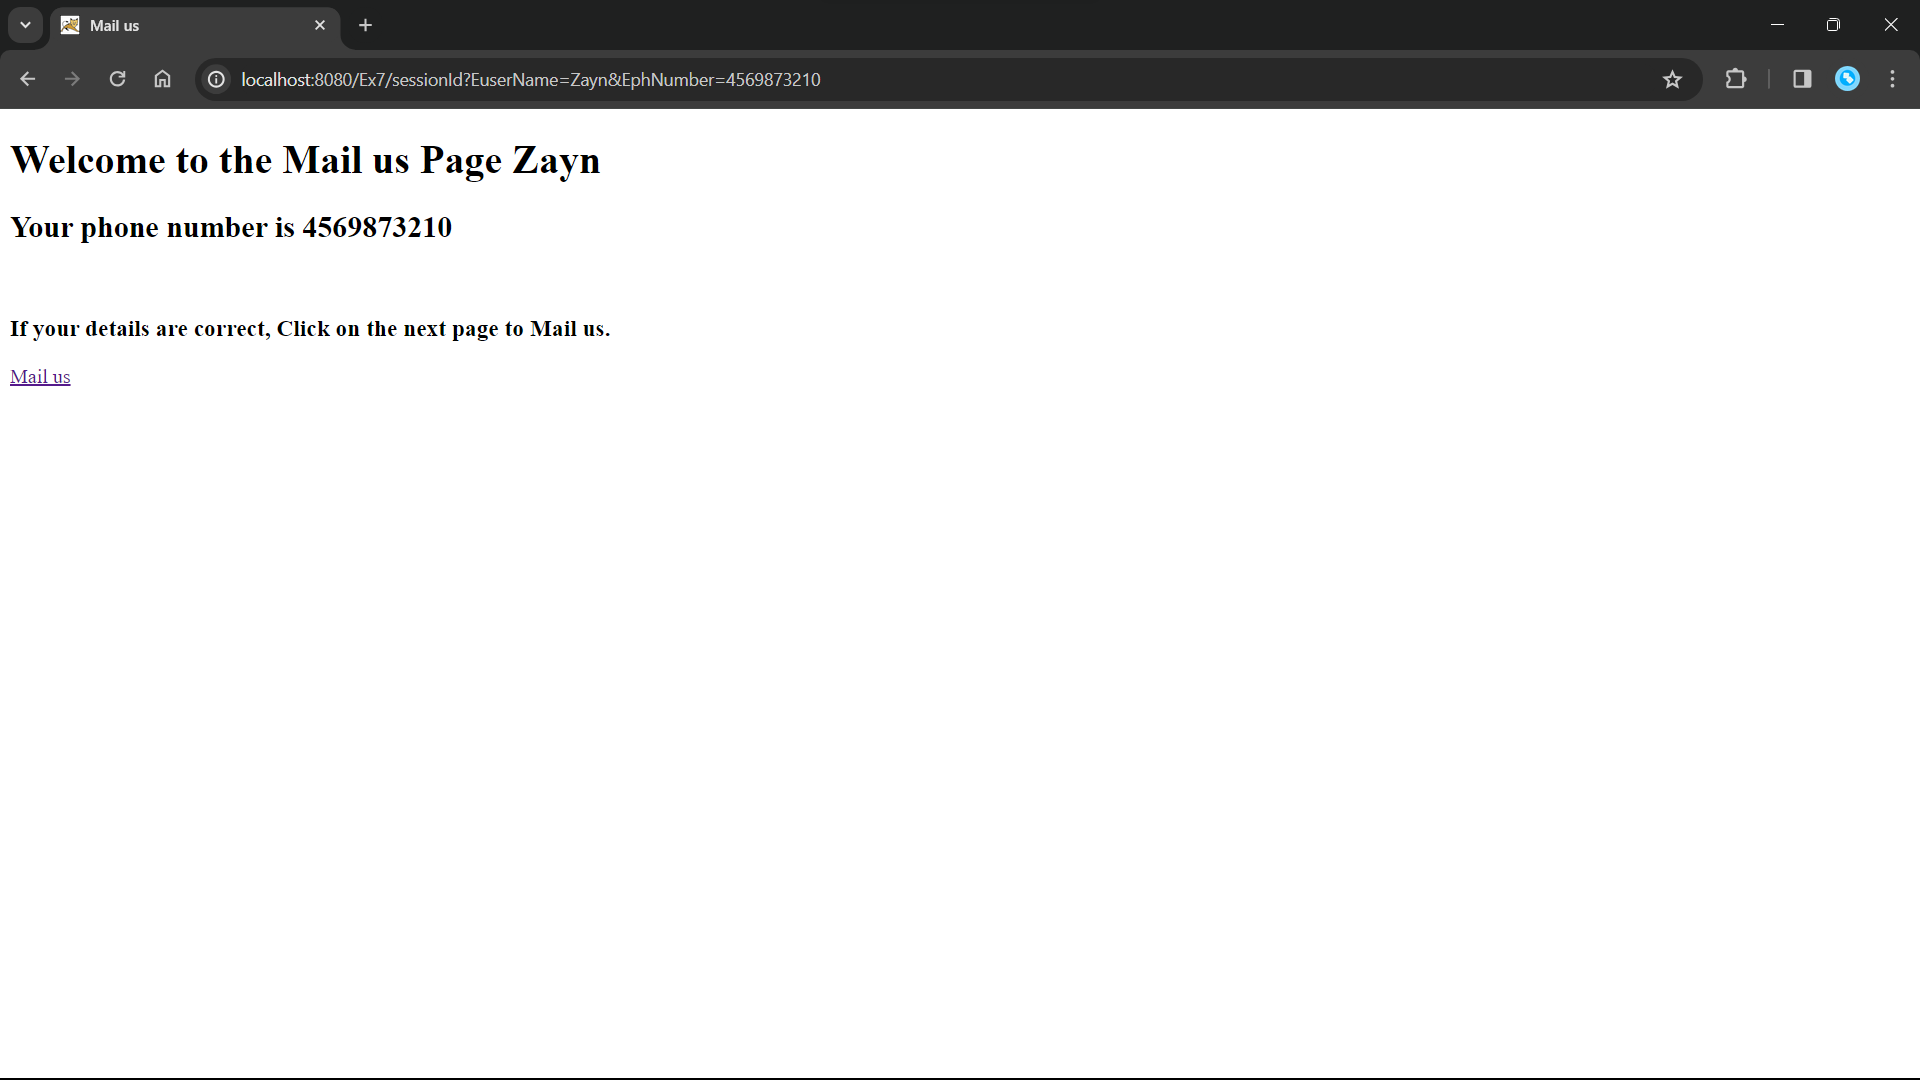 Mail us
localhost:8080/Ex7/sessionId?EuserName=Zayn&EphNumber=4569873210
Welcome to the Mail us Page Zayn
Your phone number is 4569873210
If your details are correct, Click on the next page to Mail us.
Mail us